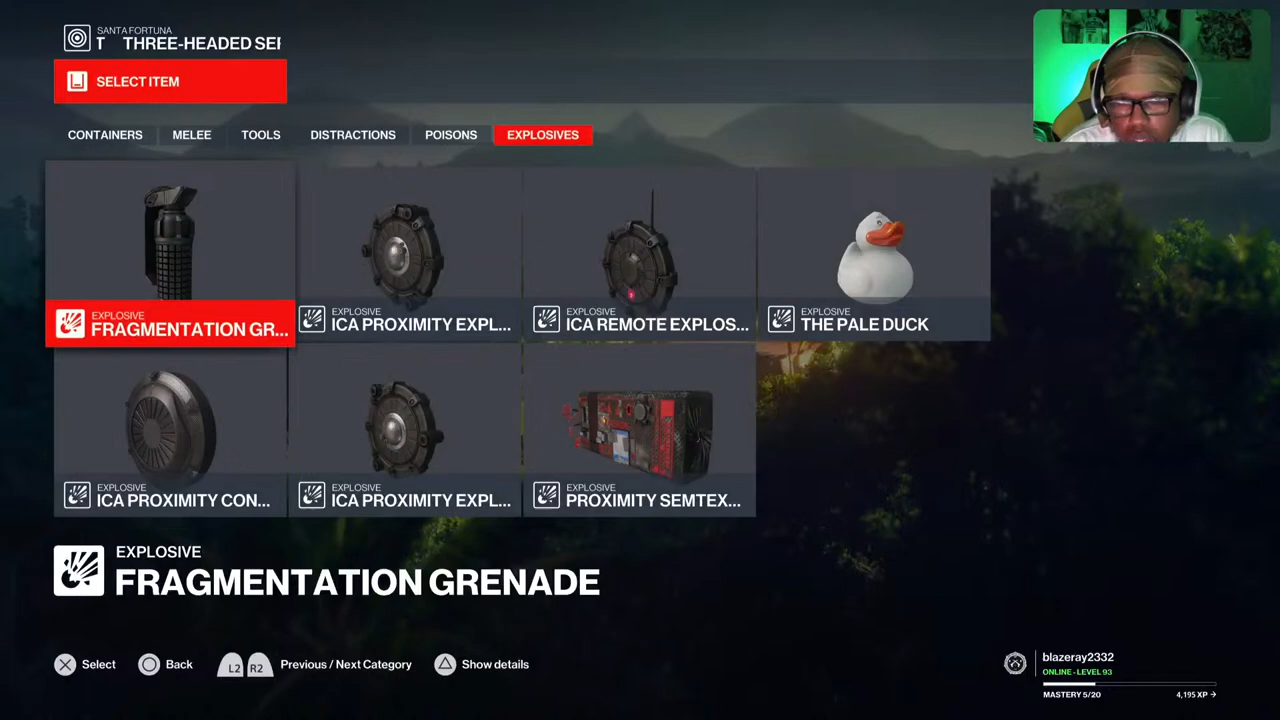 SANTA FORTUNA
T THREE-HEADED SE
SELECT ITEM
CONTAINERS MELEE TOOLS DISTRACTIONS POISONS EXPLOSIVES
EXPLOSIVE
FRAGMENTATION GR...
EXPLOSIVE
ICA PROXIMITY EXPL...
EXPLOSIVE
ICA REMOTE EXPLOS...
EXPLOSIVE
THE PALE DUCK
EXPLOSIVE
ICA PROXIMITY CON...
EXPLOSIVE
ICA PROXIMITY EXPL...
EXPLOSIVE
PROXIMITY SEMTEX...
EXPLOSIVE
FRAGMENTATION GRENADE
Select Back L2 R2 Previous / Next Category Show details
blazeray2332
ONLINE - LEVEL 93
MASTERY 5/20 4,195 XP